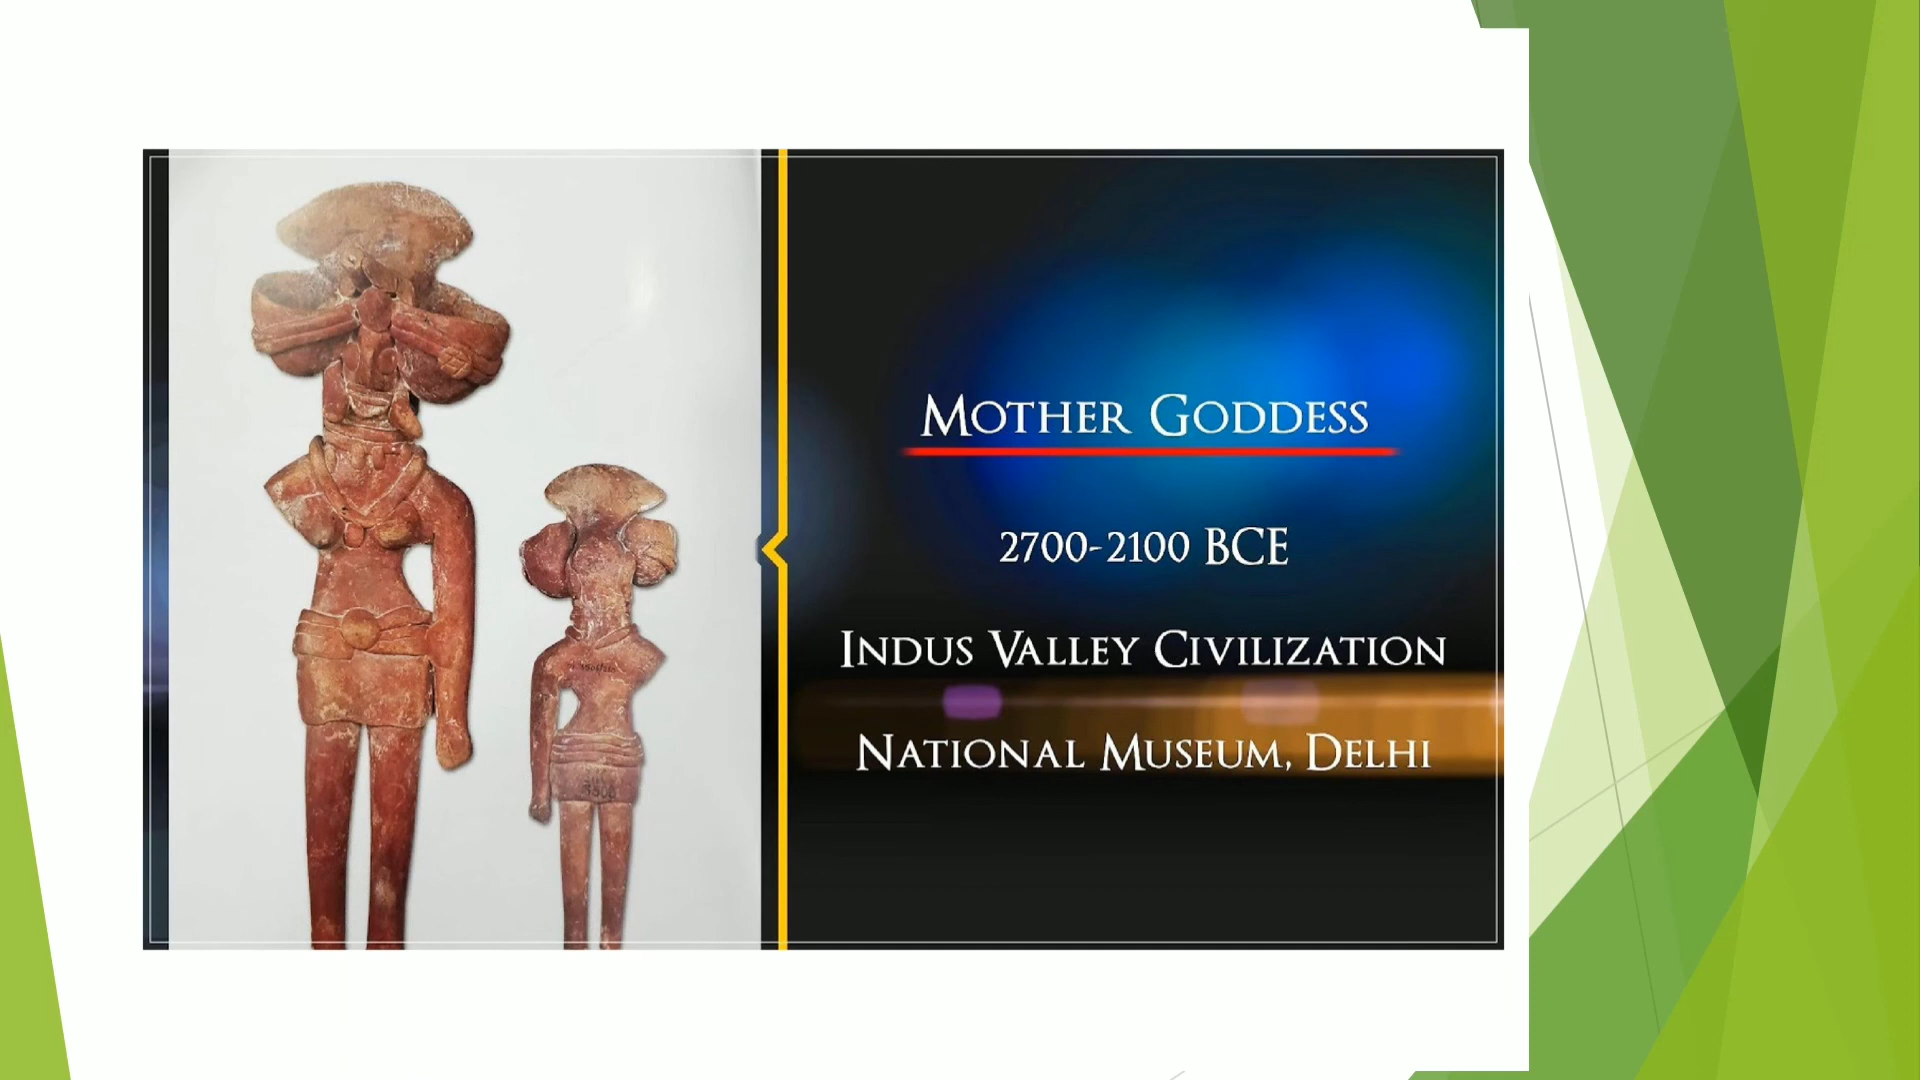 Mother Goddess
2700-2100 BCE
Indus Valley Civilization
National Museum, Delhi